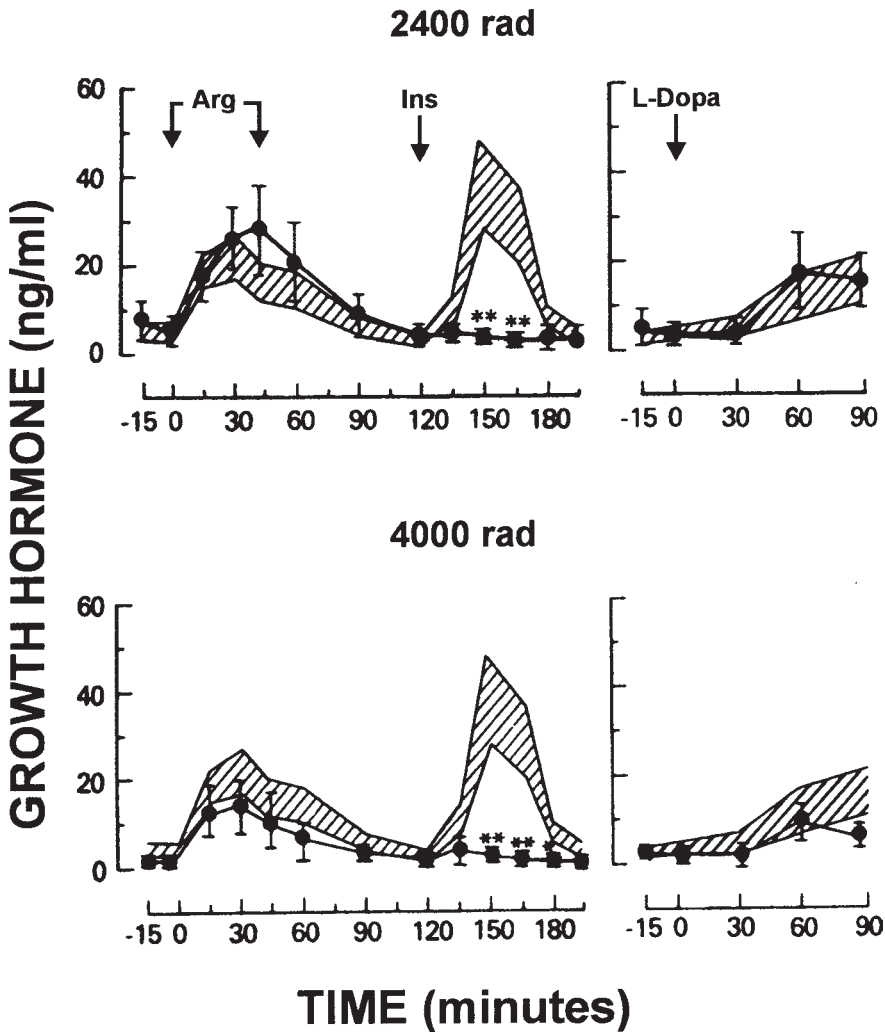 2400 rad
60
40
20
0
Arg
Ins
L-Dopa
** **
-15 0 30 60 90 120 150 180
-15 0 30 60 90
GROWTH HORMONE (ng/ml)
4000 rad
60
40
20
0
** ** *
-15 0 30 60 90 120 150 180
-15 0 30 60 90
TIME (minutes)